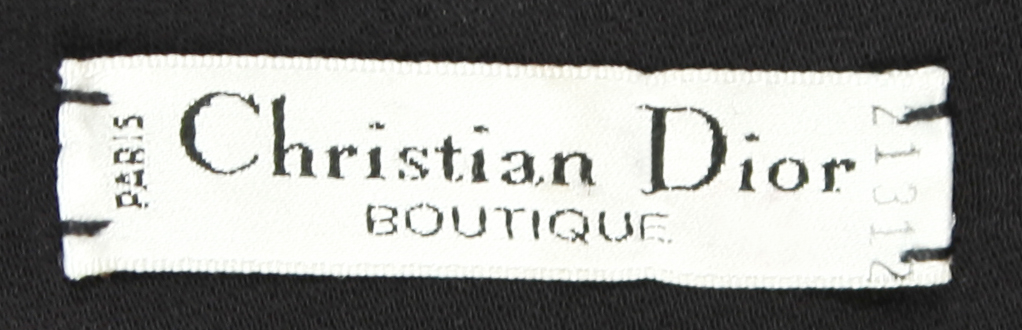 PARIS
Christian Dior
BOUTIQUE
21312